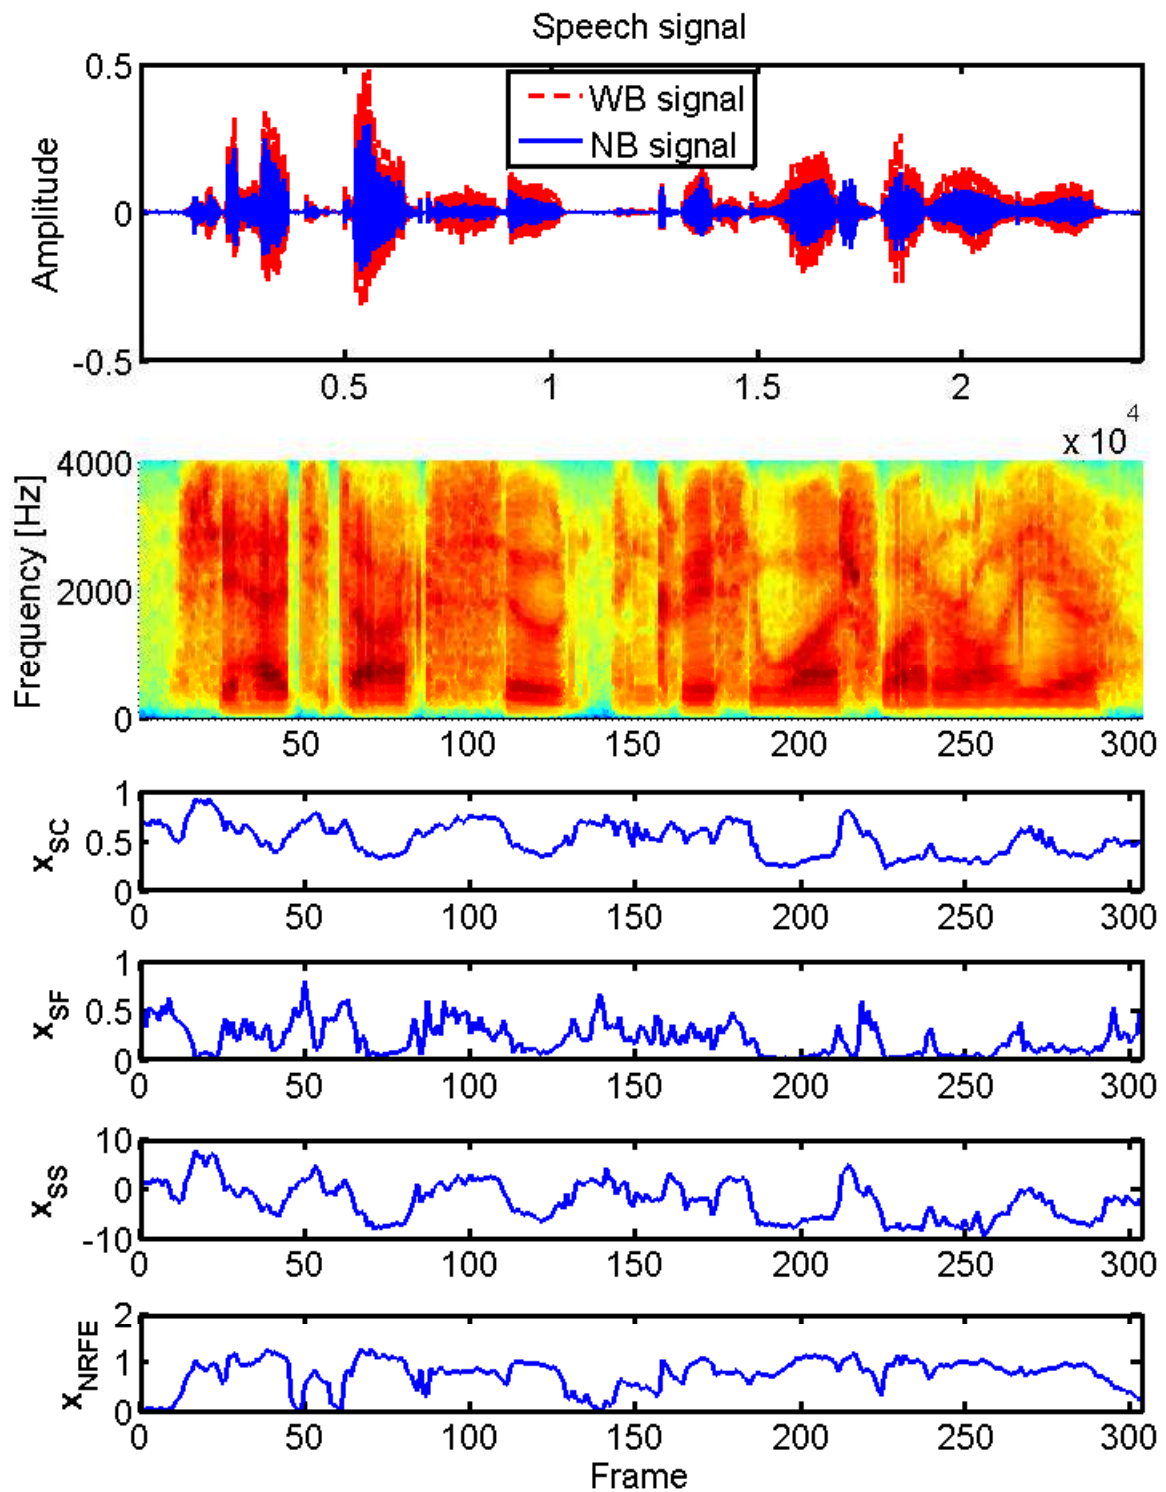 Speech signal
0.5
WB signal
NB signal
Amplitude
0
-0.5
0.5 1 1.5 2
x 10 4
4000
Frequency [Hz]
2000
0
50 100 150 200 250 300
1
xSC
0.5
0
0 50 100 150 200 250 300
1
xSF
0.5
0
0 50 100 150 200 250 300
10
xSS
0
-10
0 50 100 150 200 250 300
2
xNRFE
1
0
0 50 100 150 200 250 300
Frame